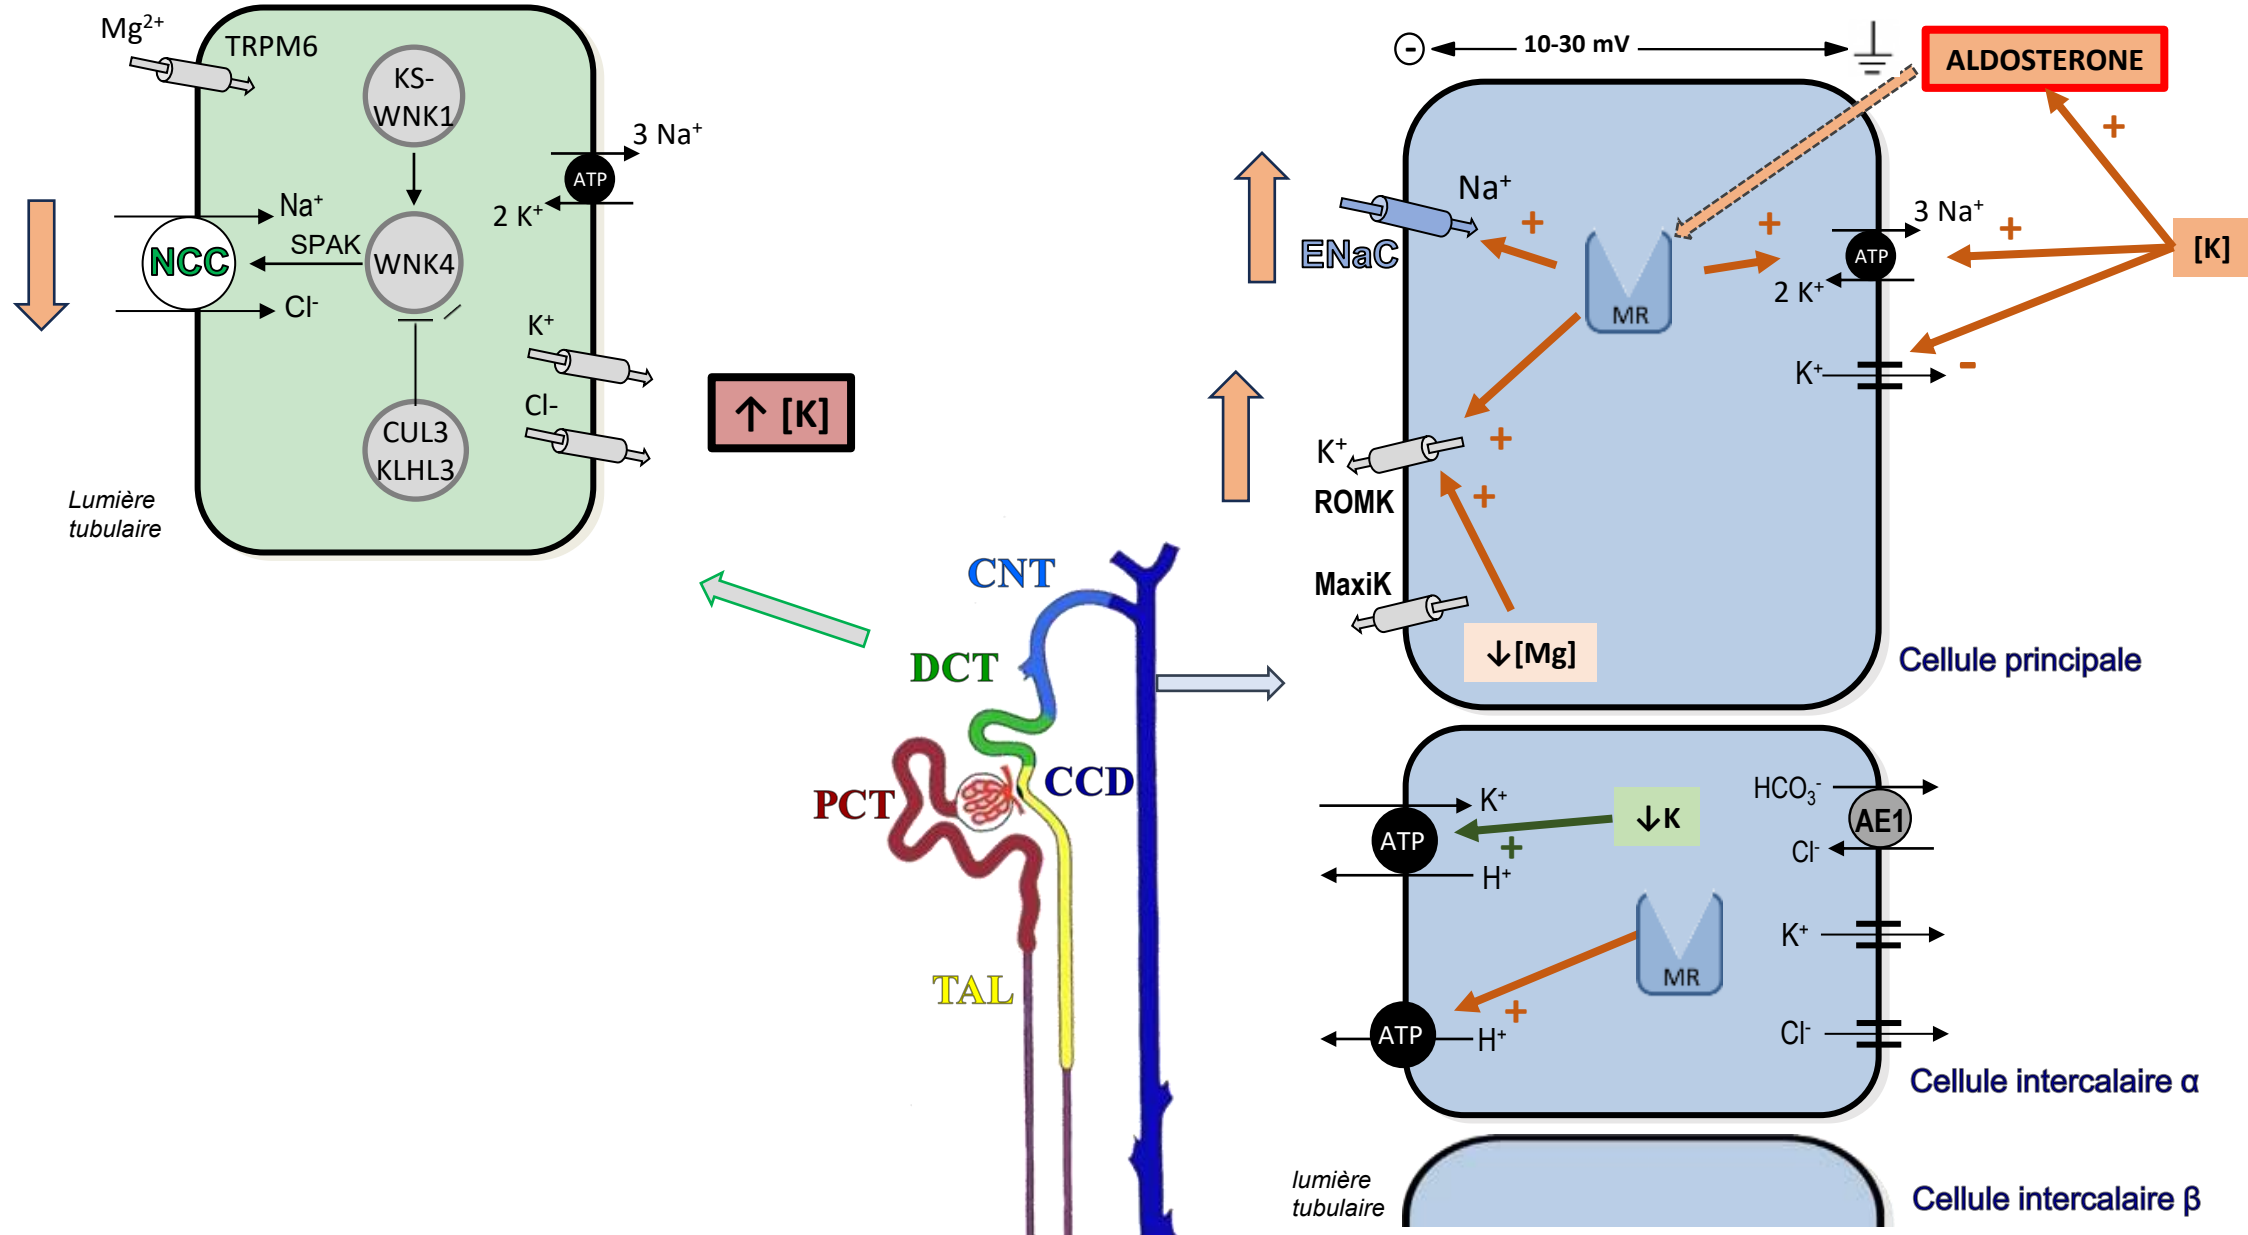 Mg²⁺
TRPM6
KS-
WNK1
3 Na⁺
ATP
2 K⁺
Na⁺
SPAK
NCC
WNK4
Cl⁻
K⁺
Cl-
CUL3
KLHL3
Lumière
tubulaire
↑ [K]
CNT
DCT
PCT
CCD
TAL
-
10-30 mV
ALDOSTERONE
+
Na⁺
+
+
3 Na⁺
+
ENaC
ATP
[K]
2 K⁺
MR
K⁺
-
K⁺
+
ROMK
+
MaxiK
↓[Mg]
Cellule principale
K⁺
HCO₃⁻
↓K
ATP
+
AE1
Cl⁻
H⁺
K⁺
MR
+
ATP
H⁺
Cl⁻
Cellule intercalaire α
lumière
tubulaire
Cellule intercalaire β